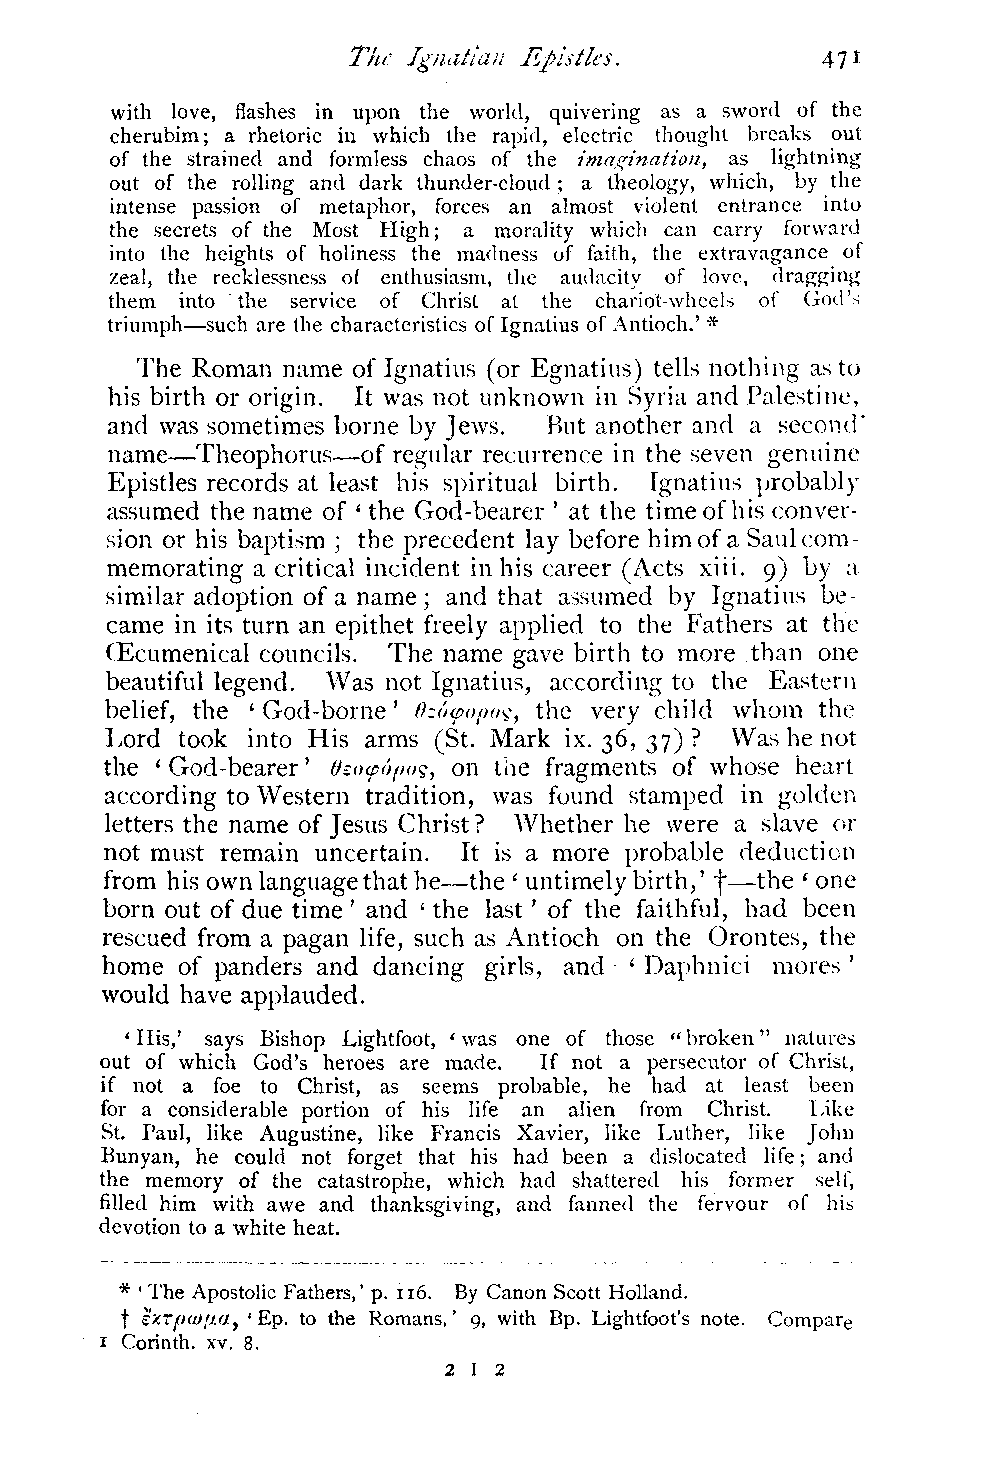 The Ignatian Epistles. 471
with love, flashes in upon the world, quivering as a sword of the
cherubim; a rhetoric in which the rapid, electric thought breaks out
of the strained and formless chaos of the imagination, as lightning
out of the rolling and dark thunder-cloud; a theology, which, by the
intense passion of metaphor, forces an almost violent entrance into
the secrets of the Most High; a morality which can carry forward
into the heights of holiness the madness of faith, the extravagance of
zeal, the recklessness of enthusiasm, the audacity of love, dragging
them into the service of Christ at the chariot-wheels of God's
triumph—such are the characteristics of Ignatius of Antioch.' *
The Roman name of Ignatius (or Egnatius) tells nothing as to
his birth or origin. It was not unknown in Syria and Palestine,
and was sometimes borne by Jews. But another and a second
name—Theophorus—of regular recurrence in the seven genuine
Epistles records at least his spiritual birth. Ignatius probably
assumed the name of ' the God-bearer ' at the time of his conver-
sion or his baptism ; the precedent lay before him of a Saul com-
memorating a critical incident in his career (Acts xiii. 9) by a
similar adoption of a name ; and that assumed by Ignatius be-
came in its turn an epithet freely applied to the Fathers at the
Œcumenical councils. The name gave birth to more than one
beautiful legend. Was not Ignatius, according to the Eastern
belief, the ' God-borne' θεόφορος, the very child whom the
Lord took into His arms (St. Mark ix. 36, 37) ? Was he not
the ' God-bearer' θεοφόρος, on the fragments of whose heart
according to Western tradition, was found stamped in golden
letters the name of Jesus Christ? Whether he were a slave or
not must remain uncertain. It is a more probable deduction
from his own language that he—the ' untimely birth,' †—the ' one
born out of due time' and ' the last' of the faithful, had been
rescued from a pagan life, such as Antioch on the Orontes, the
home of panders and dancing girls, and ' Daphnici mores '
would have applauded.
' His,' says Bishop Lightfoot, ' was one of those "broken" natures
out of which God's heroes are made. If not a persecutor of Christ,
if not a foe to Christ, as seems probable, he had at least been
for a considerable portion of his life an alien from Christ. Like
St. Paul, like Augustine, like Francis Xavier, like Luther, like John
Bunyan, he could not forget that his had been a dislocated life ; and
the memory of the catastrophe, which had shattered his former self,
filled him with awe and thanksgiving, and fanned the fervour of his
devotion to a white heat.
* ' The Apostolic Fathers,' p. 116. By Canon Scott Holland.
† ἔκτρωμα, ' Ep. to the Romans,' 9, with Bp. Lightfoot's note. Compare
1 Corinth. xv. 8.
2 I 2